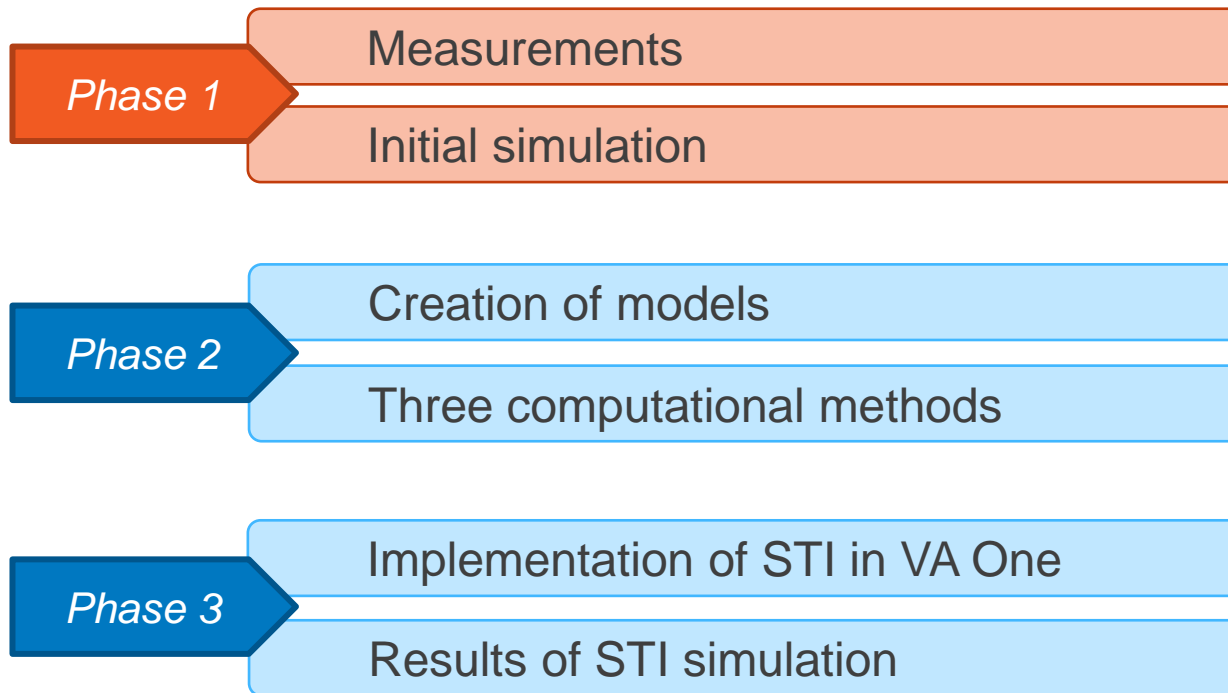 Measurements
Phase 1
Initial simulation
Creation of models
Phase 2
Three computational methods
Implementation of STI in VA One
Phase 3
Results of STI simulation